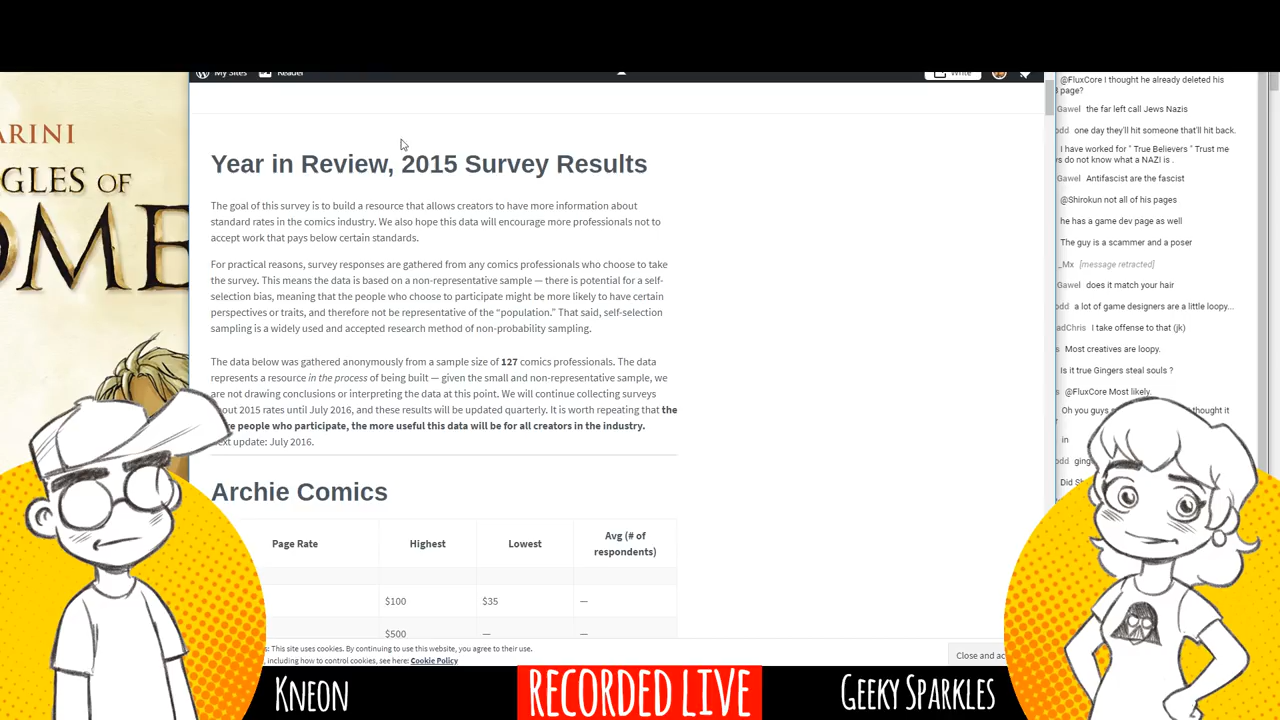 ARINI
GLES OF
OME
My Sites
Reader
Write
Year in Review, 2015 Survey Results
The goal of this survey is to build a resource that allows creators to have more information about
standard rates in the comics industry. We also hope this data will encourage more professionals not to
accept work that pays below certain standards.
For practical reasons, survey responses are gathered from any comics professionals who choose to take
the survey. This means the data is based on a non-representative sample — there is potential for a self-
selection bias, meaning that the people who choose to participate might be more likely to have certain
perspectives or traits, and therefore not be representative of the “population.” That said, self-selection
sampling is a widely used and accepted research method of non-probability sampling.
The data below was gathered anonymously from a sample size of 127 comics professionals. The data
represents a resource in the process of being built — given the small and non-representative sample, we
are not drawing conclusions or interpreting the data at this point. We will continue collecting surveys
out 2015 rates until July 2016, and these results will be updated quarterly. It is worth repeating that the
re people who participate, the more useful this data will be for all creators in the industry.
ext update: July 2016.
Archie Comics
Page Rate Highest Lowest Avg (# of
respondents)
$100 $35 —
$500 — —
s: This site uses cookies. By continuing to use this website, you agree to their use.
, including how to control cookies, see here: Cookie Policy
Close and ac
@FluxCore I thought he already deleted his
page?
Gawel the far left call Jews Nazis
dd one day they'll hit someone that'll hit back.
I have worked for " True Believers " Trust me
s do not know what a NAZI is .
Gawel Antifascist are the fascist
@Shirokun not all of his pages
he has a game dev page as well
The guy is a scammer and a poser
_Mx [message retracted]
Gawel does it match your hair
dd a lot of game designers are a little loopy...
adChris I take offense to that (jk)
s Most creatives are loopy.
Is it true Gingers steal souls ?
s @FluxCore Most likely.
Oh you guys
thought it
in
dd ging
Did Sh
KNEON
RECORDED LIVE
GEEKY SPARKLES